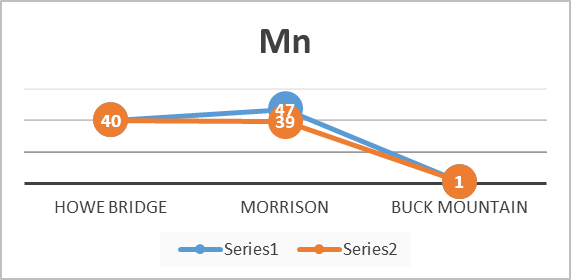 Mn
47
40
39
1
HOWE BRIDGE MORRISON BUCK MOUNTAIN
Series1 Series2